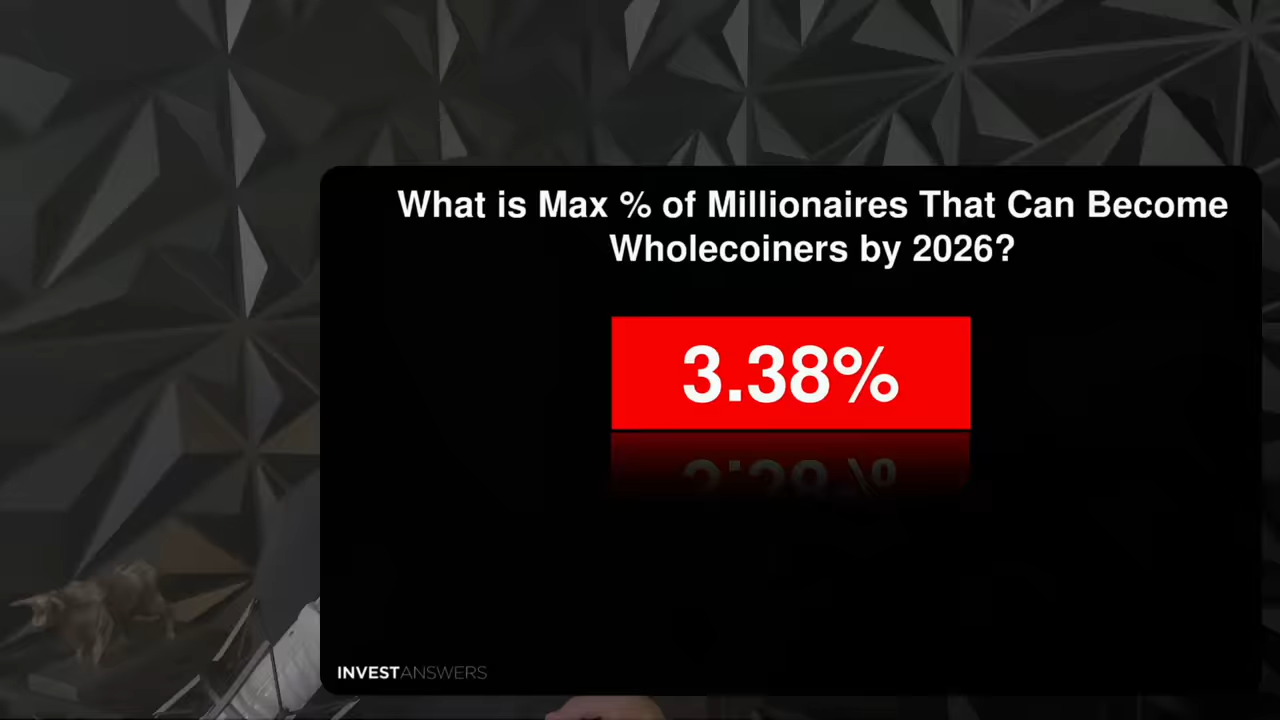 What is Max % of Millionaires That Can Become
Wholecoiners by 2026?
3.38%
INVESTANSWERS